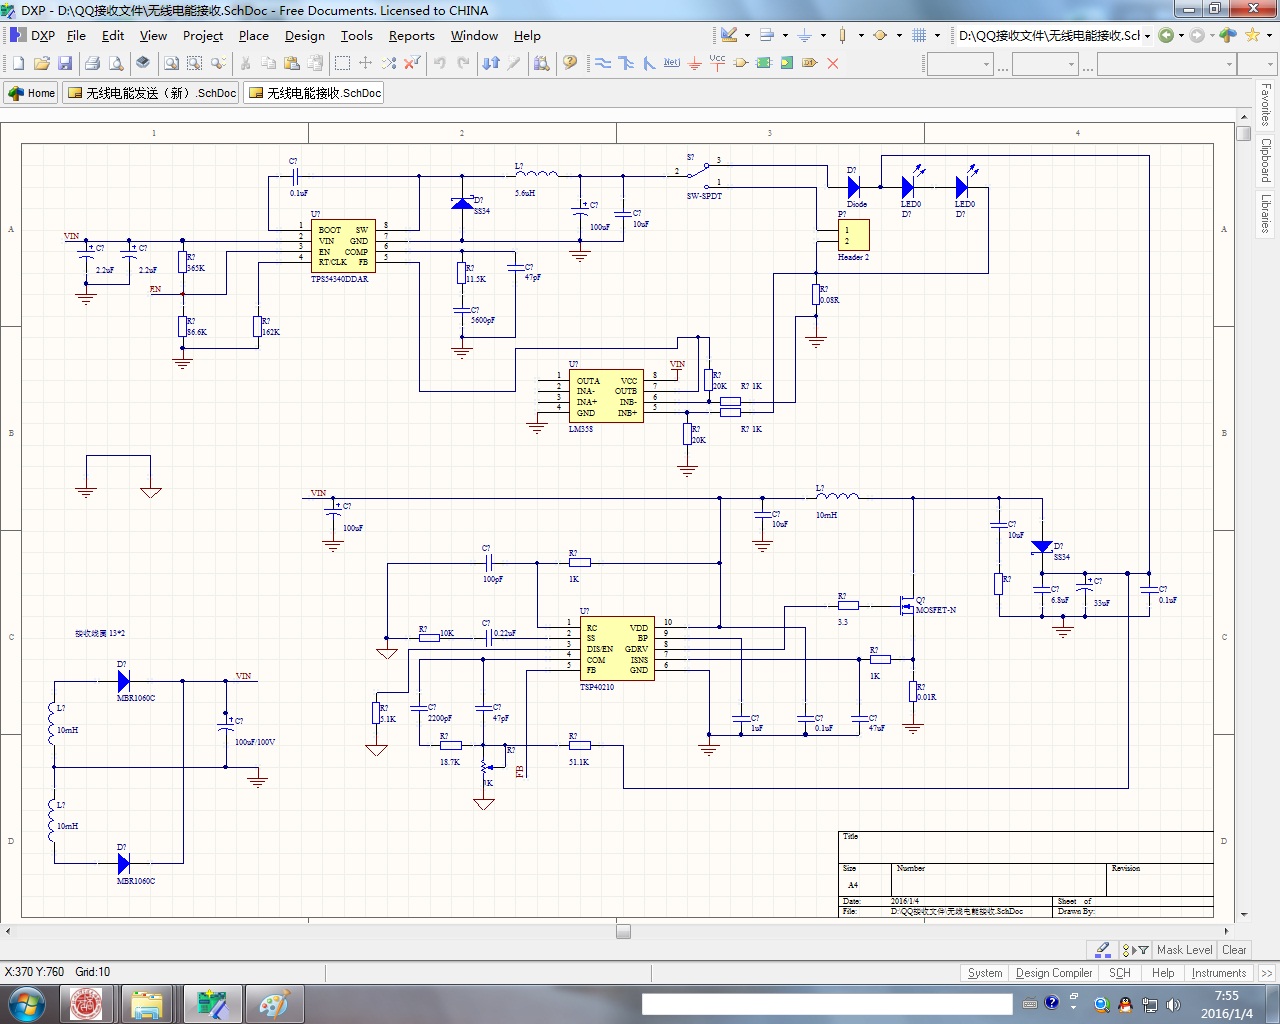 DXP - D:\QQ接收文件\无线电能接收.SchDoc - Free Documents. Licensed to CHINA
DXP File Edit View Project Place Design Tools Reports Window Help
D:\QQ接收文件\无线电能接收.Scl
Net Vcc
Home 无线电能发送（新）.SchDoc 无线电能接收.SchDoc
Favorites
Clipboard
Libraries
1 2 3 4
A A
B B
C C
D D
C?
0.1uF
L?
5.6uH
S?
SW-SPDT
3
2
1
D?
Diode
LED0
D?
LED0
D?
P?
1
2
Header 2
D?
SS34
C?
100uF
C?
10uF
U?
1 BOOT SW 8
2 VIN GND 7
3 EN COMP 6
4 RT/CLK FB 5
TPS54340DDAR
VIN
C?
2.2uF
C?
2.2uF
R?
365K
EN
R?
86.6K
R?
162K
R?
11.5K
C?
47pF
C?
5600pF
R?
0.08R
U?
1 OUTA VCC 8
2 INA- OUTB 7
3 INA+ INB- 6
4 GND INB+ 5
LM358
VIN
R?
20K
R? 1K
R? 1K
R?
20K
VIN
C?
100uF
C?
10uF
L?
10mH
C?
10uF
R?
D?
SS34
C?
6.8uF
C?
33uF
C?
0.1uF
C?
100pF
R?
1K
U?
1 RC VDD 10
2 SS BP 9
3 DIS/EN GDRV 8
4 COM ISNS 7
5 FB GND 6
TSP40210
R?
3.3
Q?
MOSFET-N
R?
1K
R?
0.01R
R? 10K
C?
0.22uF
R?
5.1K
C?
2200pF
C?
47pF
R?
18.7K
R?
1K
R?
51.1K
FB
C?
1uF
C?
0.1uF
C?
47uF
接收线圈 13*2
D?
MBR1060C
VIN
L?
10mH
C?
100uF/100V
L?
10mH
D?
MBR1060C
Title
Size Number Revision
A4
Date: 2016/1/4 Sheet of
File: D:\QQ接收文件\无线电能接收.SchDoc Drawn By:
Mask Level Clear
X:370 Y:760 Grid:10
System Design Compiler SCH Help Instruments >>
7:55
2016/1/4